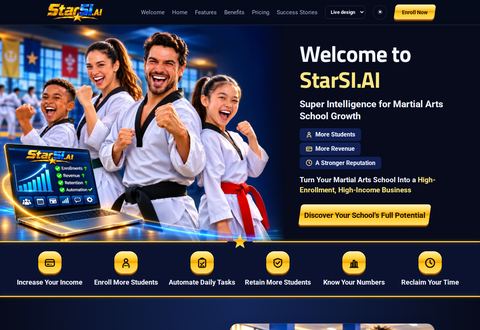 StarSI.AI
Welcome
Home
Features
Benefits
Pricing
Success Stories
Live design
Enroll Now
Welcome to
StarSI.AI
Super Intelligence for Martial Arts
School Growth
More Students
More Revenue
A Stronger Reputation
Turn Your Martial Arts School Into a High-
Enrollment, High-Income Business
Discover Your School's Full Potential
StarSI.AI
Enrollments
Revenue
Retention
Automation
Increase Your Income
Enroll More Students
Automate Daily Tasks
Retain More Students
Know Your Numbers
Reclaim Your Time